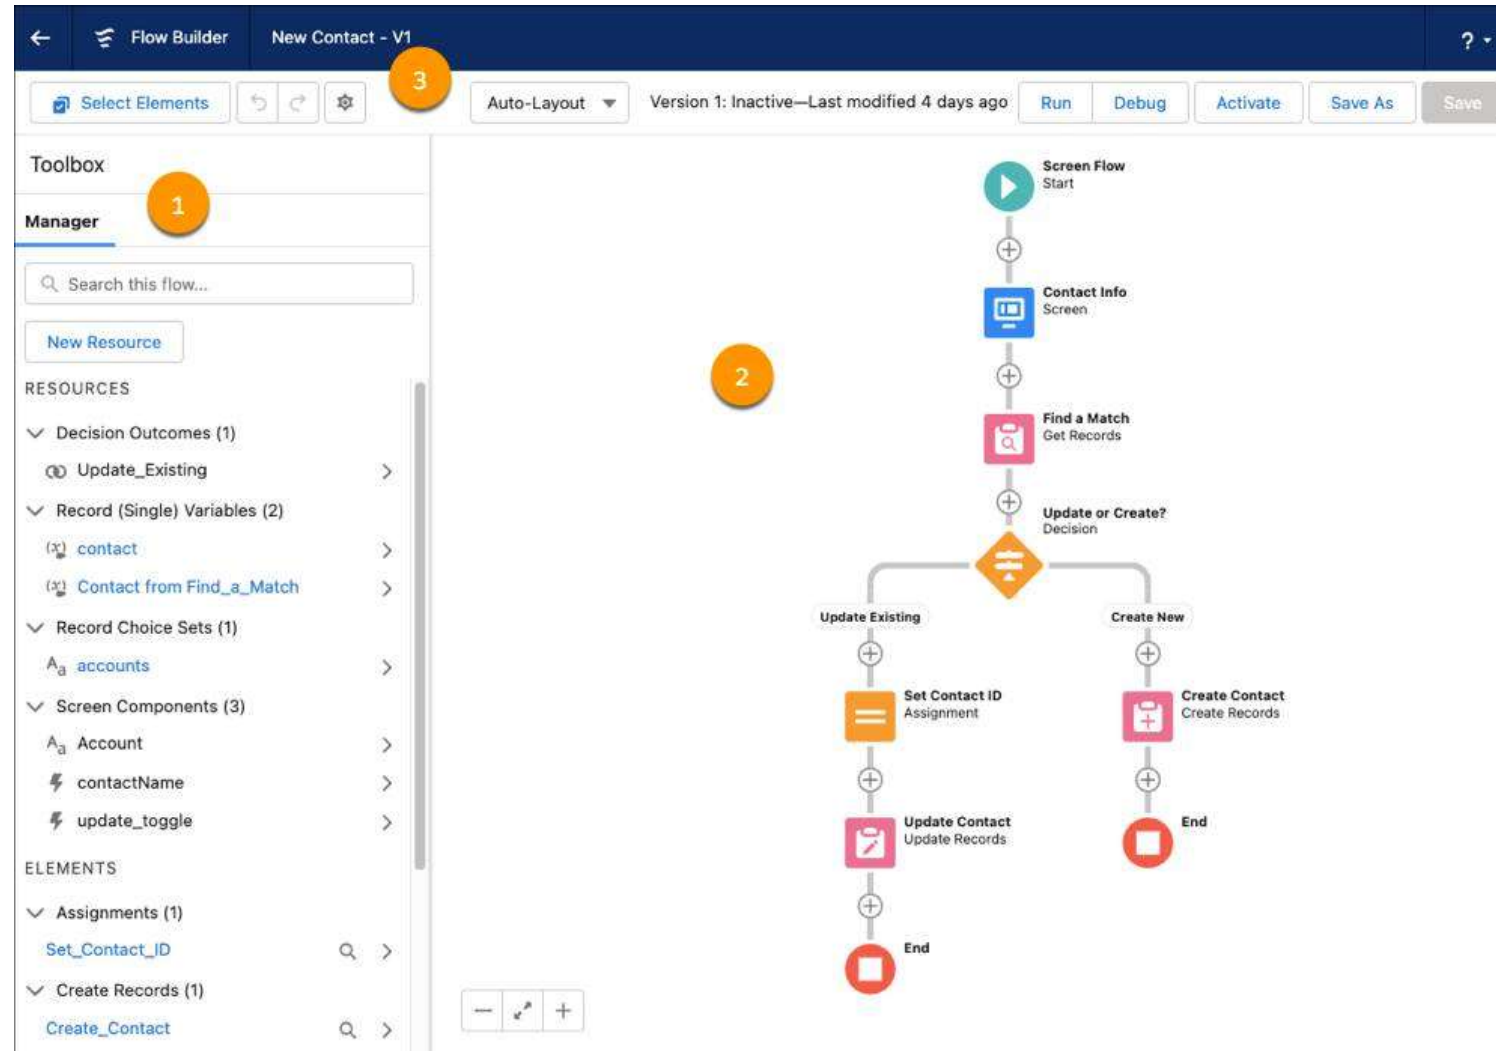 Flow Builder
New Contact - V1
?
3
Select Elements
Auto-Layout
Version 1: Inactive—Last modified 4 days ago
Run
Debug
Activate
Save As
Save
Toolbox
1
Manager
Search this flow...
New Resource
RESOURCES
Decision Outcomes (1)
Update_Existing
Record (Single) Variables (2)
contact
Contact from Find_a_Match
Record Choice Sets (1)
Aa accounts
Screen Components (3)
Aa Account
contactName
update_toggle
ELEMENTS
Assignments (1)
Set_Contact_ID
Create Records (1)
Create_Contact
2
Screen Flow
Start
Contact Info
Screen
Find a Match
Get Records
Update or Create?
Decision
Update Existing
Create New
Set Contact ID
Assignment
Create Contact
Create Records
Update Contact
Update Records
End
End